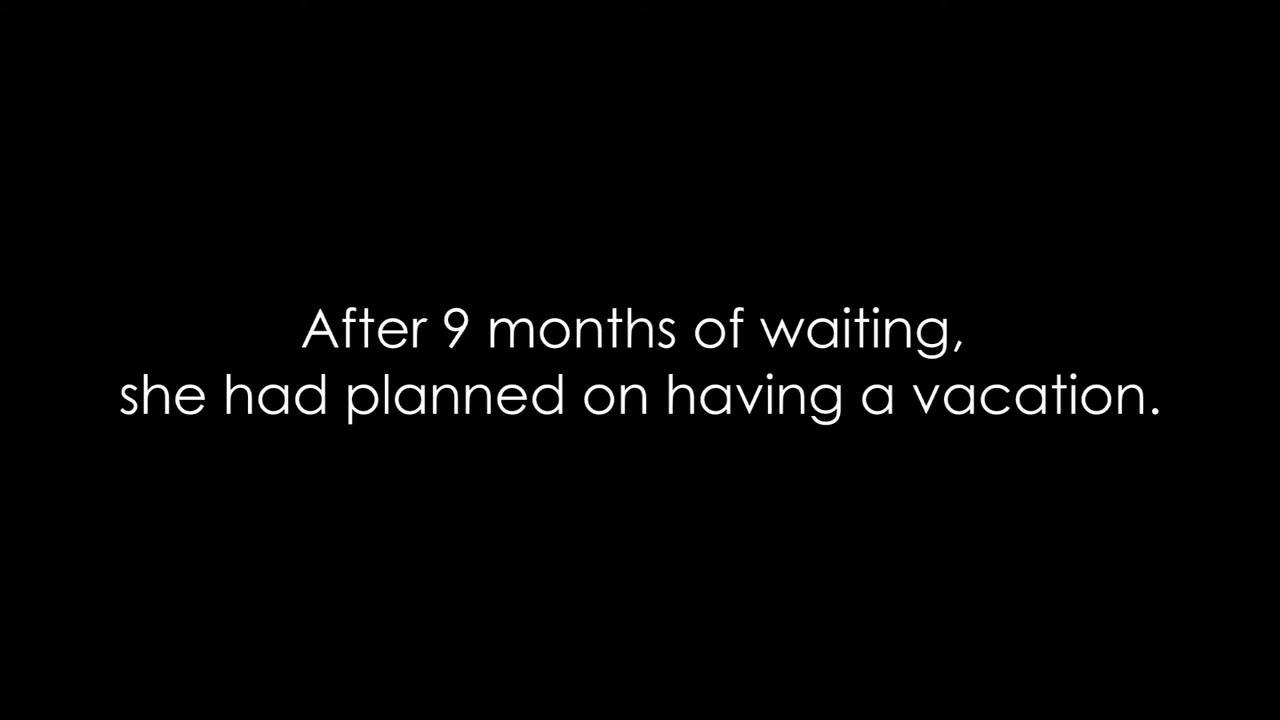 After 9 months of waiting,
she had planned on having a vacation.